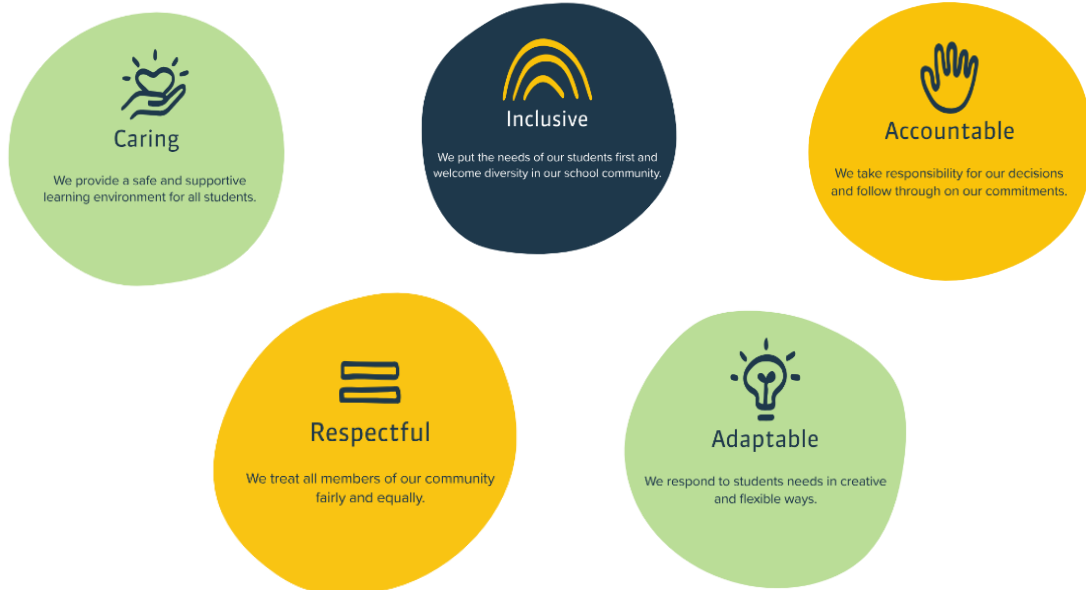 Caring
We provide a safe and supportive
learning environment for all students.
Inclusive
We put the needs of our students first and
welcome diversity in our school community.
Accountable
We take responsibility for our decisions
and follow through on our commitments.
Respectful
We treat all members of our community
fairly and equally.
Adaptable
We respond to students needs in creative
and flexible ways.